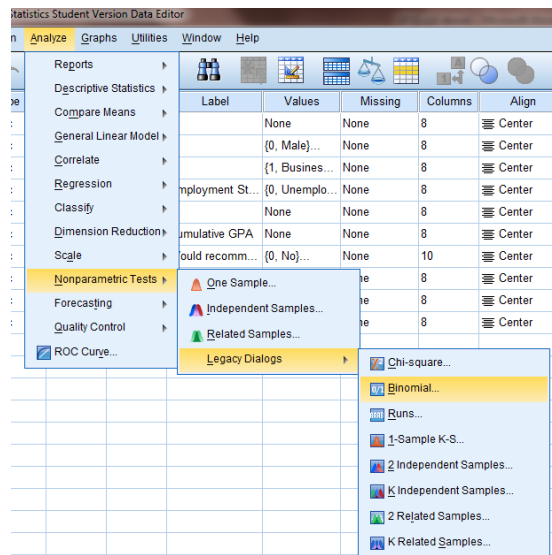 Statistics Student Version Data Editor
Analyze Graphs Utilities Window Help
Label Values Missing Columns Align
None None 8 Center
{0, Male}... None 8 Center
{1, Busines... None 8 Center
mployment St... {0, Unemplo... None 8 Center
None None 8 Center
umulative GPA None None 8 Center
ould recomm... {0, No}... None 10 Center
8 Center
8 Center
8 Center
Reports
Descriptive Statistics
Compare Means
General Linear Model
Correlate
Regression
Classify
Dimension Reduction
Scale
Nonparametric Tests
Forecasting
Quality Control
ROC Curve...
One Sample...
Independent Samples...
Related Samples...
Legacy Dialogs
Chi-square...
Binomial...
Runs...
1-Sample K-S...
2 Independent Samples...
K Independent Samples...
2 Related Samples...
K Related Samples...